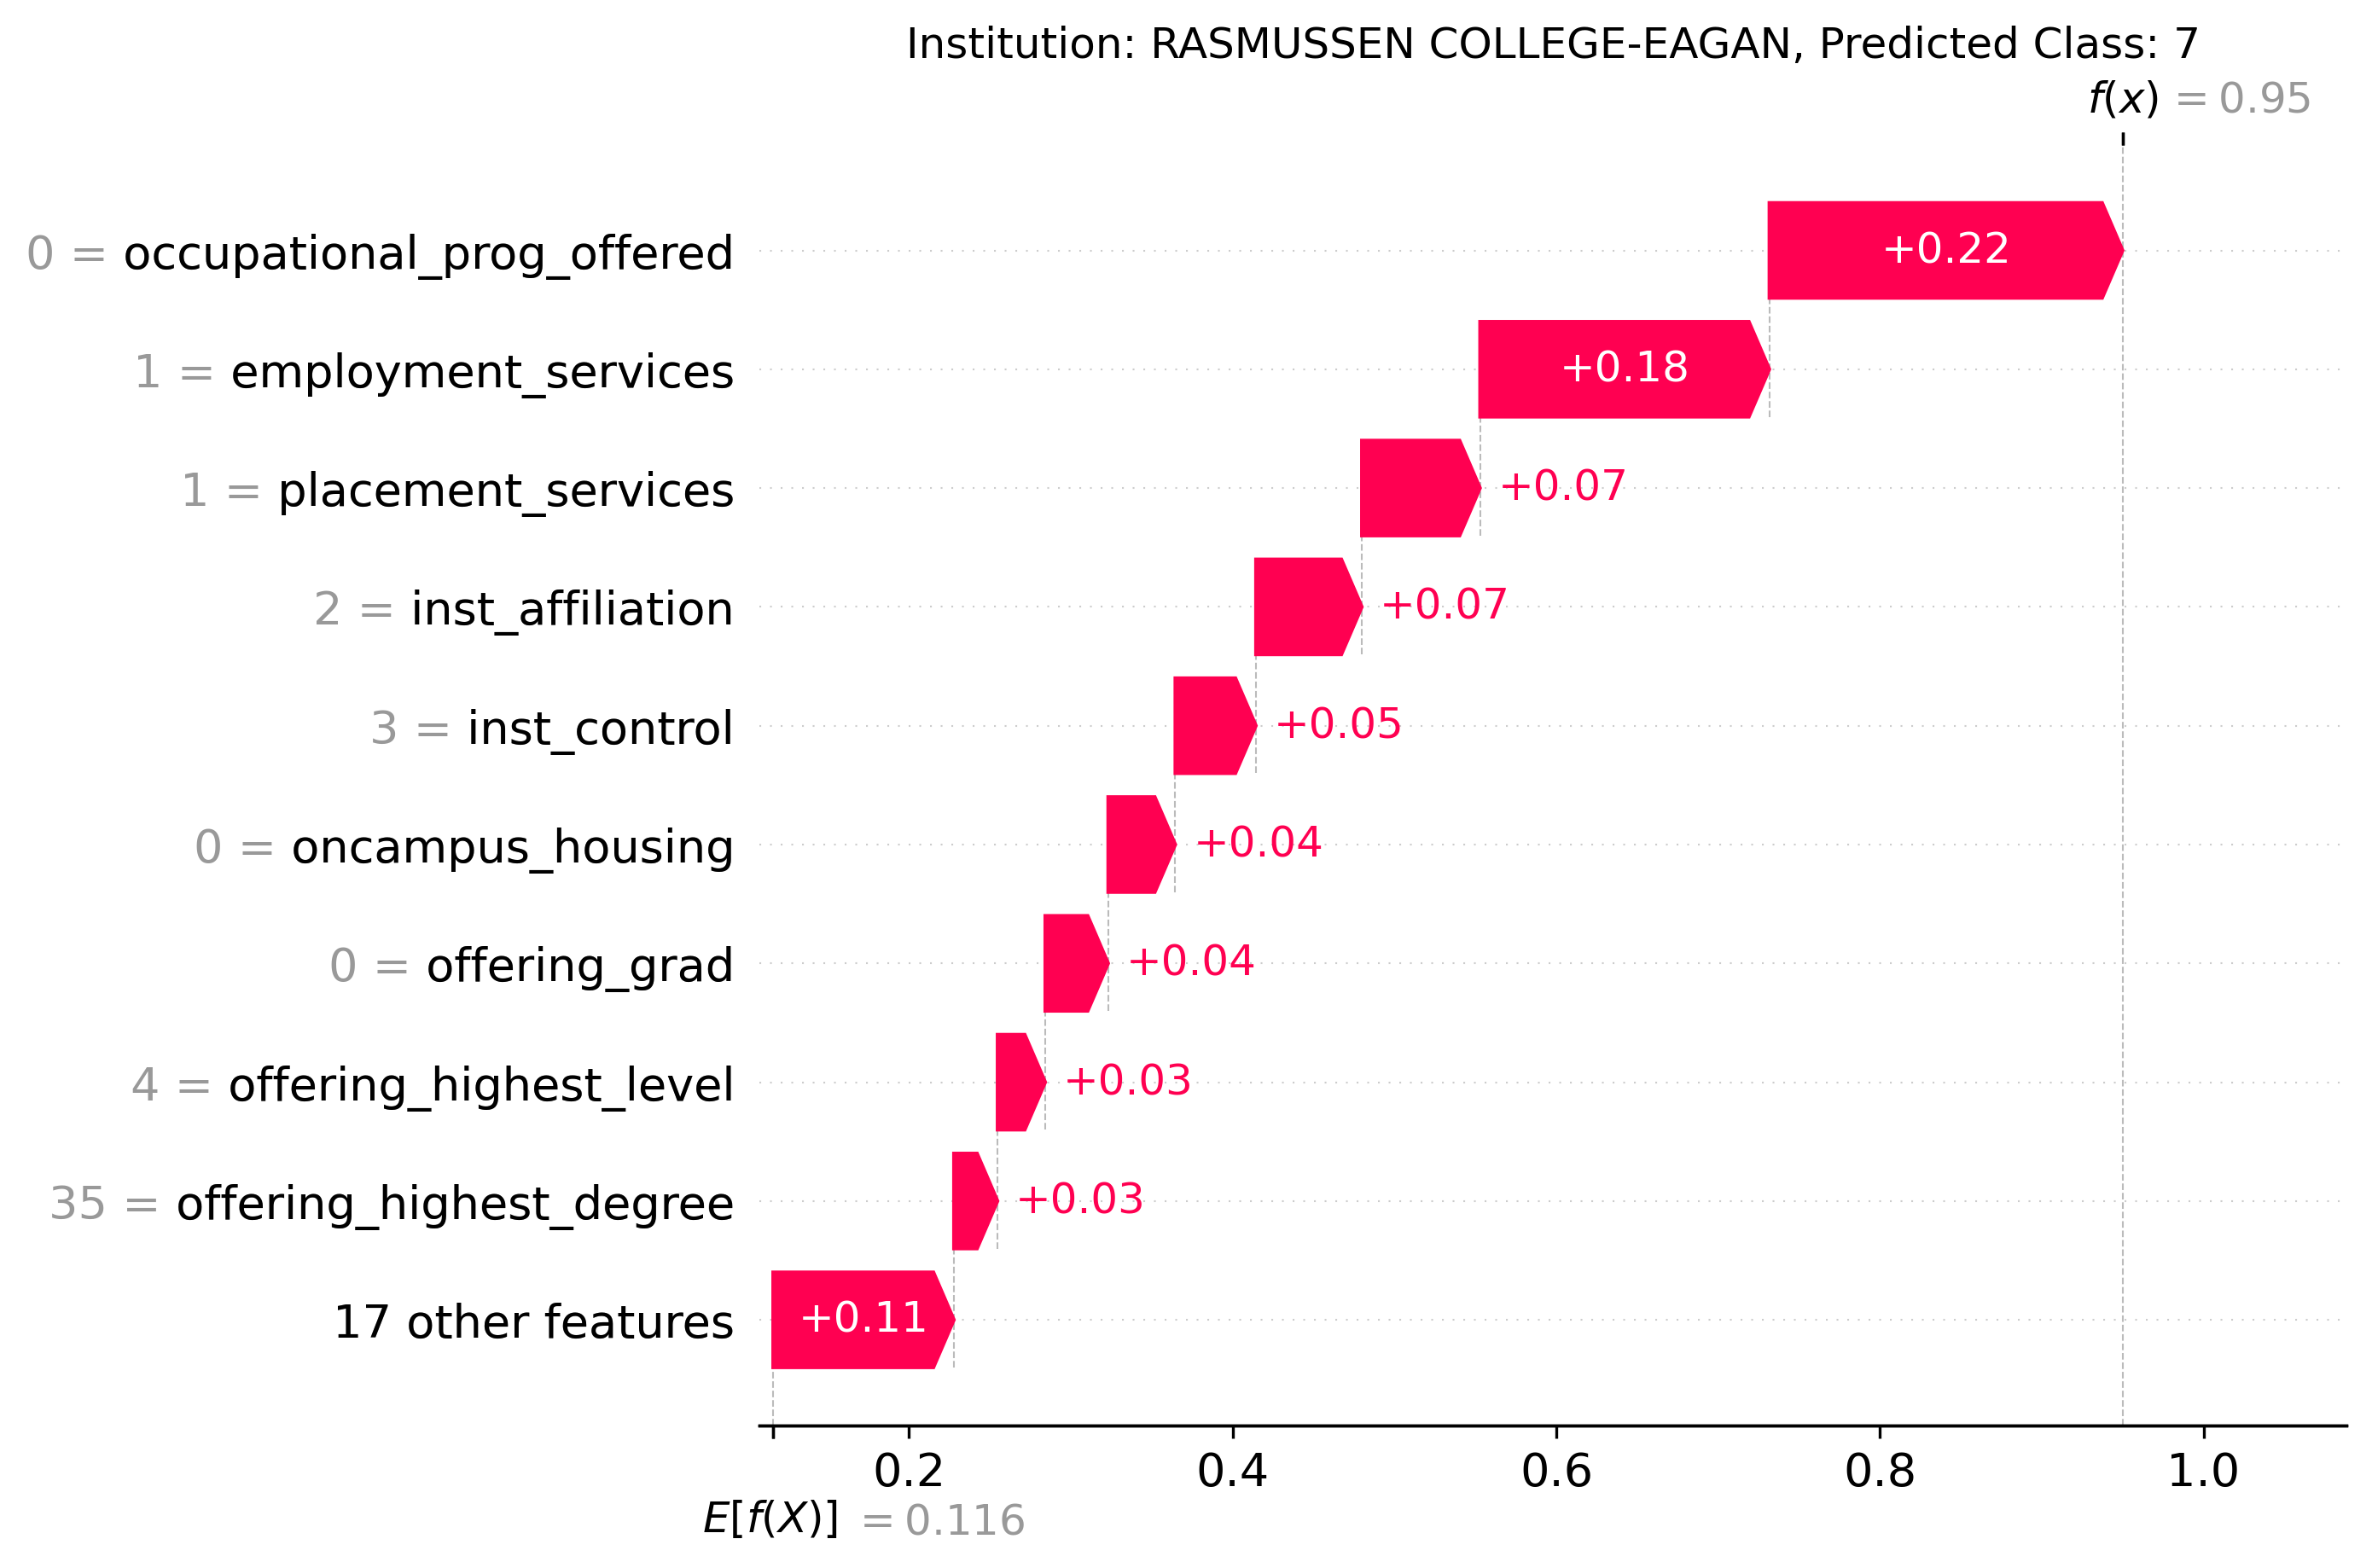 Institution: RASMUSSEN COLLEGE-EAGAN, Predicted Class: 7
f(x) = 0.95
0 = occupational_prog_offered +0.22
1 = employment_services +0.18
1 = placement_services +0.07
2 = inst_affiliation +0.07
3 = inst_control +0.05
0 = oncampus_housing +0.04
0 = offering_grad +0.04
4 = offering_highest_level +0.03
35 = offering_highest_degree +0.03
17 other features +0.11
0.2 0.4 0.6 0.8 1.0
E[f(X)] = 0.116